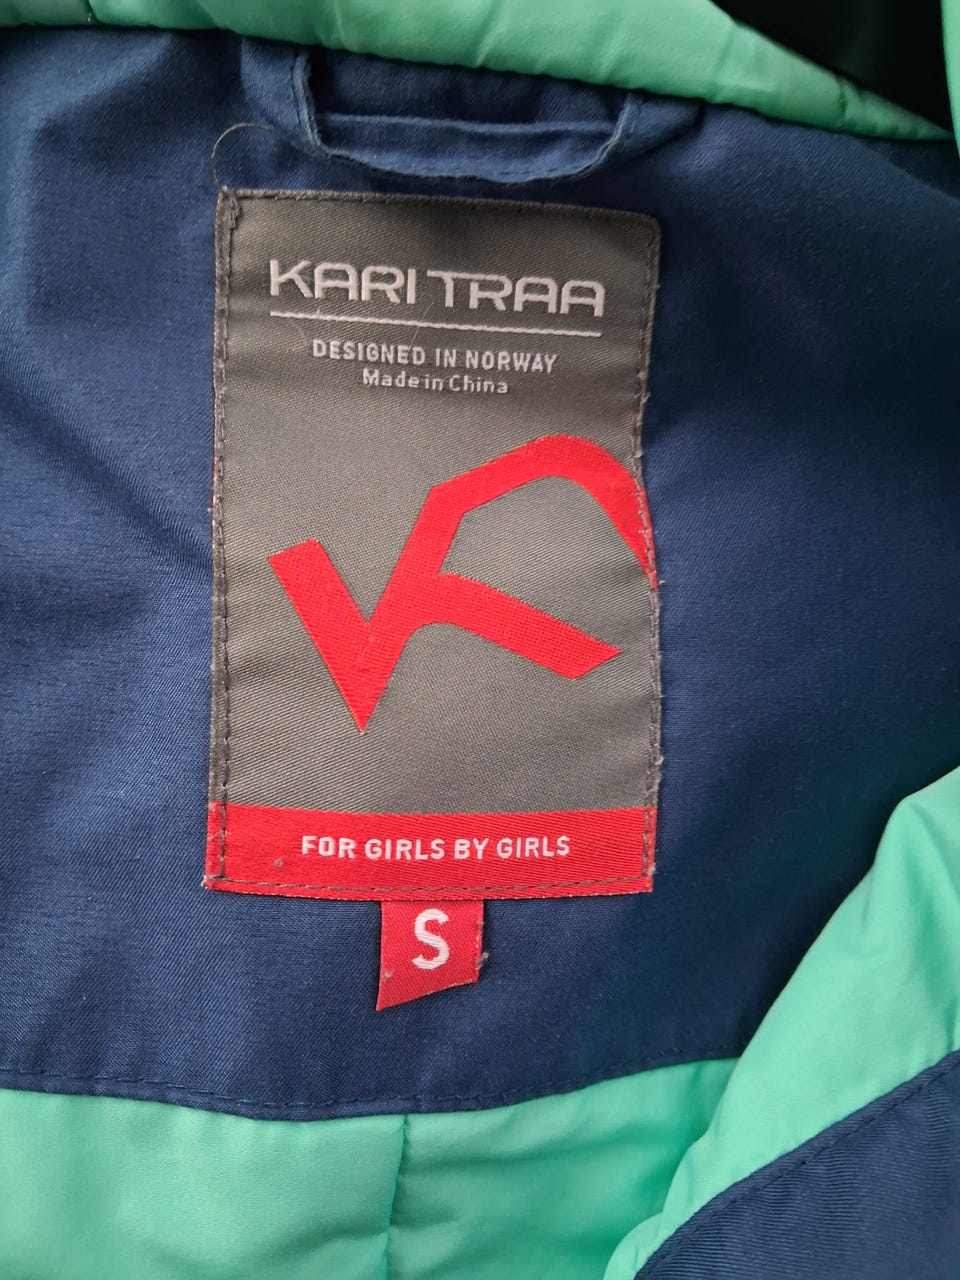 KARI TRAA
DESIGNED IN NORWAY
Made in China
FOR GIRLS BY GIRLS
S